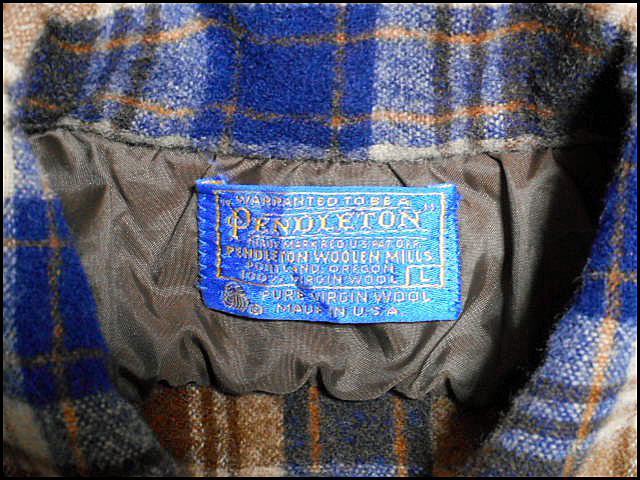 "WARRANTED TO BE A"
PENDLETON
TRADE MARK REG. U.S. PAT. OFF.
PENDLETON WOOLEN MILLS
PORTLAND, OREGON
100% VIRGIN WOOL L
PURE VIRGIN WOOL
MADE IN U.S.A.